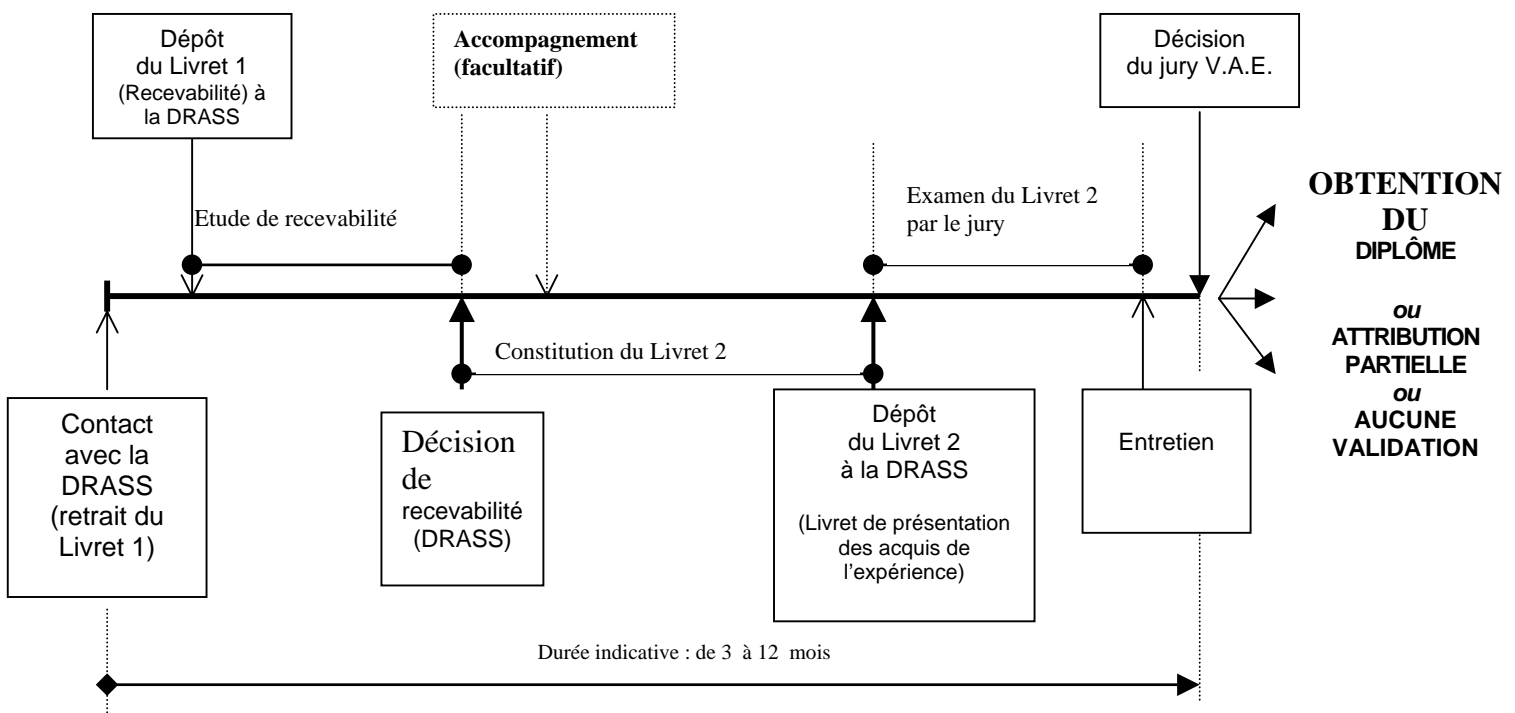 Dépôt
du Livret 1
(Recevabilité) à
la DRASS
Accompagnement
(facultatif)
Décision
du jury V.A.E.
Etude de recevabilité
Examen du Livret 2
par le jury
OBTENTION
DU
DIPLÔME
ou
ATTRIBUTION
PARTIELLE
ou
AUCUNE
VALIDATION
Constitution du Livret 2
Contact
avec la
DRASS
(retrait du
Livret 1)
Décision
de
recevabilité
(DRASS)
Dépôt
du Livret 2
à la DRASS
(Livret de présentation
des acquis de
l’expérience)
Entretien
Durée indicative : de 3 à 12 mois